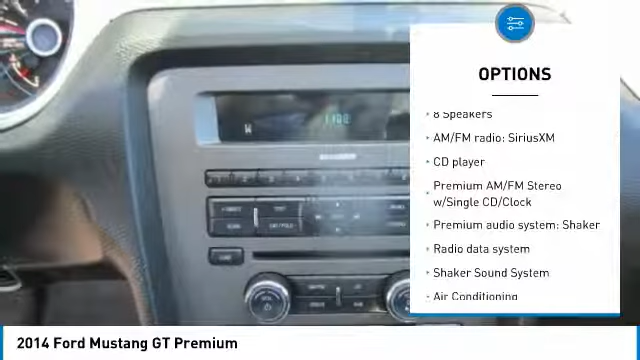 OPTIONS
8 Speakers
AM/FM radio: SiriusXM
CD player
Premium AM/FM Stereo
w/Single CD/Clock
Premium audio system: Shaker
Radio data system
Shaker Sound System
Air Conditioning
2014 Ford Mustang GT Premium